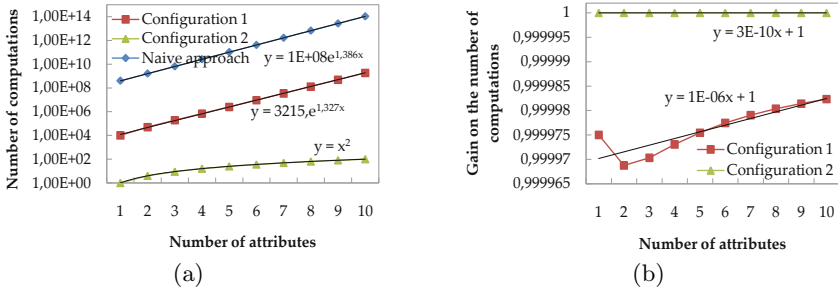 Number of computations
1,00E+14
1,00E+12
1,00E+10
1,00E+08
1,00E+06
1,00E+04
1,00E+02
1,00E+00
Configuration 1
Configuration 2
Naive approach
y = 1E+08e^1,386x
y = 3215,e^1,327x
y = x²
1 2 3 4 5 6 7 8 9 10
Number of attributes
(a)
Gain on the number of
computations
1
0,999995
0,99999
0,999985
0,99998
0,999975
0,99997
0,999965
y = 3E-10x + 1
y = 1E-06x + 1
Configuration 1
Configuration 2
1 2 3 4 5 6 7 8 9 10
Number of attributes
(b)